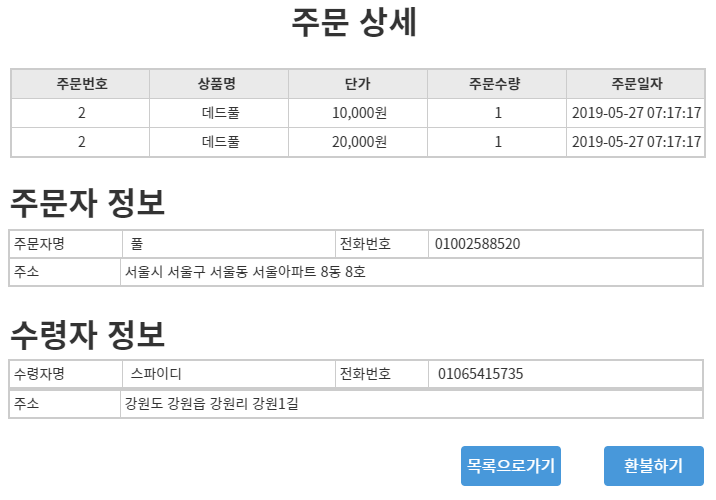 주문 상세
주문번호 상품명 단가 주문수량 주문일자
2 데드풀 10,000원 1 2019-05-27 07:17:17
2 데드풀 20,000원 1 2019-05-27 07:17:17
주문자 정보
주문자명 풀 전화번호 01002588520
주소 서울시 서울구 서울동 서울아파트 8동 8호
수령자 정보
수령자명 스파이디 전화번호 01065415735
주소 강원도 강원읍 강원리 강원1길
목록으로가기 환불하기